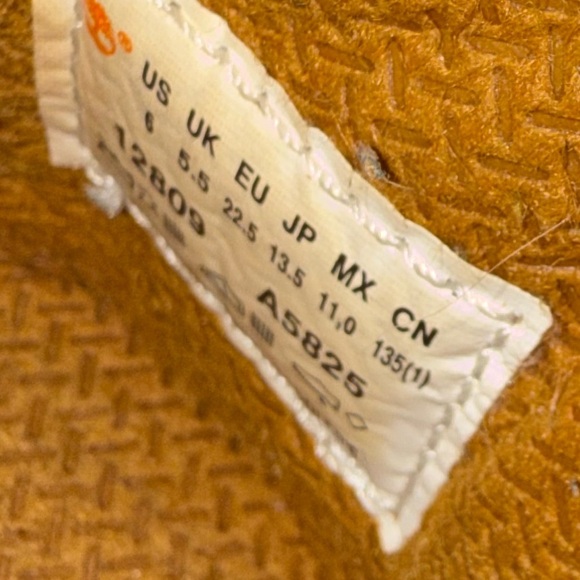 US UK EU JP MX CN
6 5.5 22.5 13.5 11,0 135(1)
12809 A5825